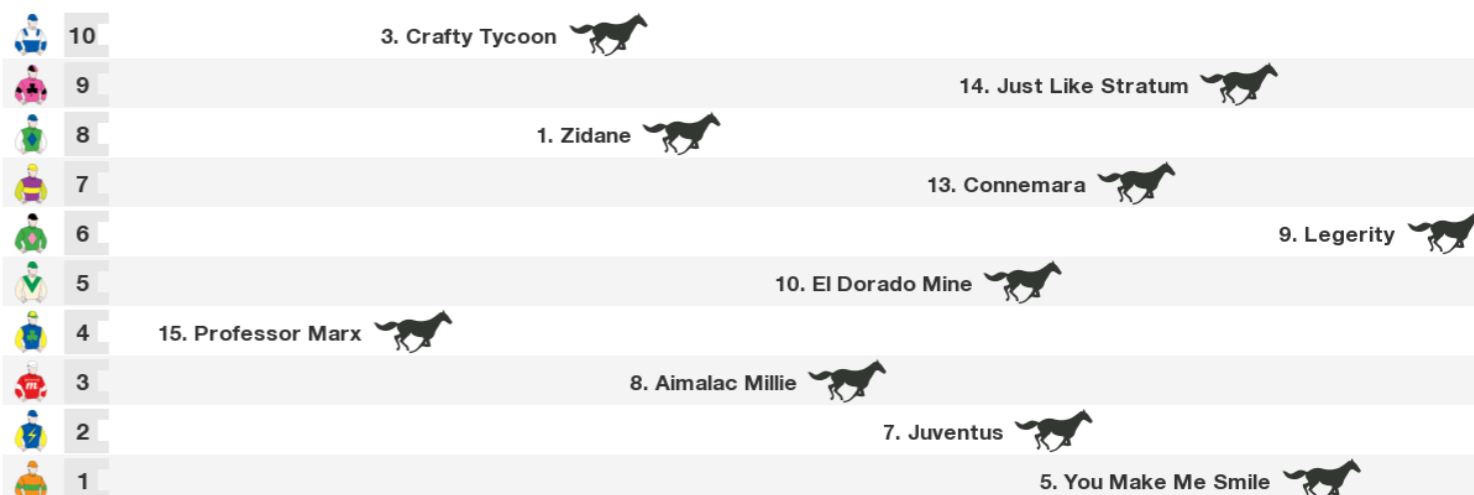 10 3. Crafty Tycoon
9 14. Just Like Stratum
8 1. Zidane
7 13. Connemara
6 9. Legerity
5 10. El Dorado Mine
4 15. Professor Marx
m
3 8. Aimalac Millie
2 7. Juventus
1 5. You Make Me Smile